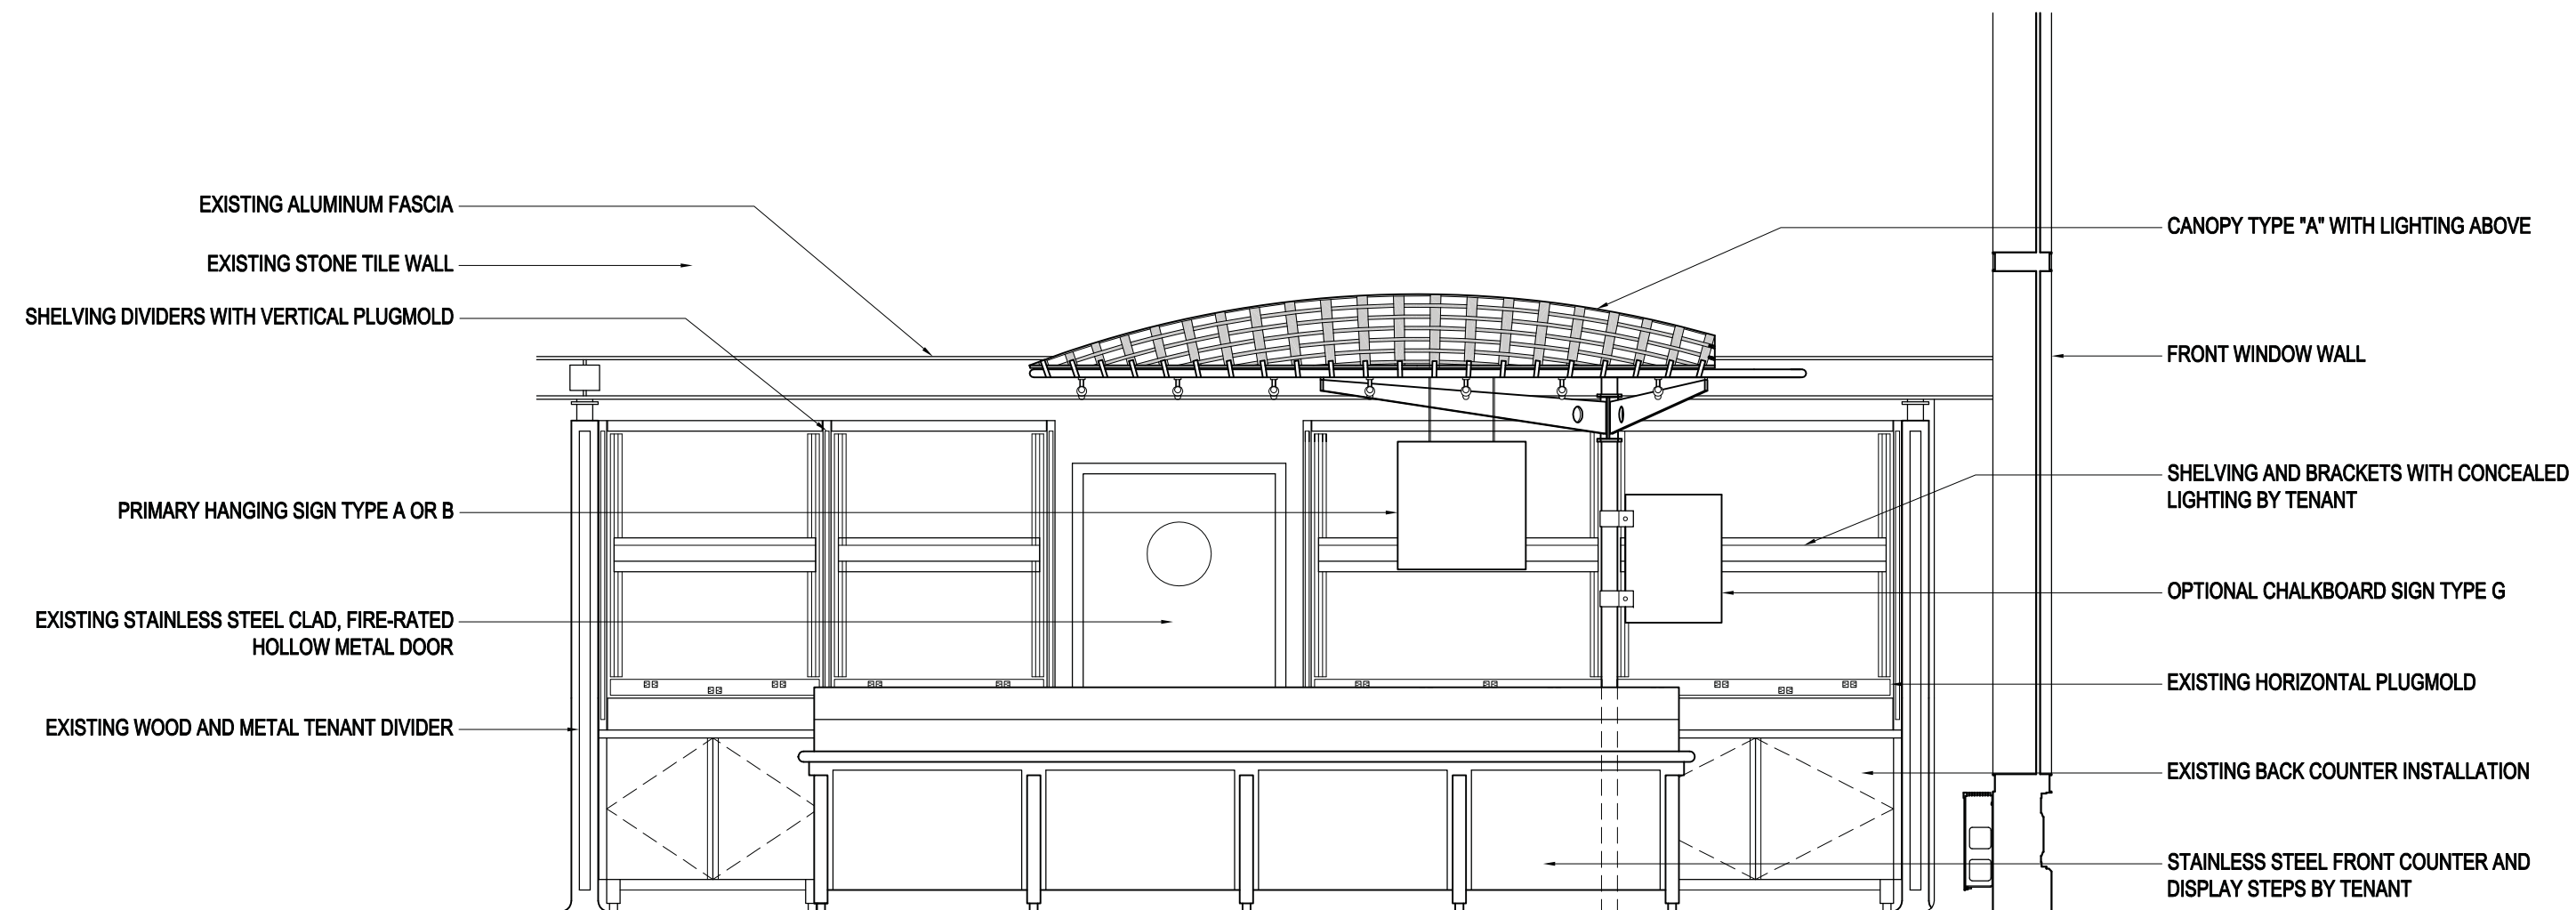 EXISTING ALUMINUM FASCIA
EXISTING STONE TILE WALL
SHELVING DIVIDERS WITH VERTICAL PLUGMOLD
PRIMARY HANGING SIGN TYPE A OR B
EXISTING STAINLESS STEEL CLAD, FIRE-RATED
HOLLOW METAL DOOR
EXISTING WOOD AND METAL TENANT DIVIDER
CANOPY TYPE "A" WITH LIGHTING ABOVE
FRONT WINDOW WALL
SHELVING AND BRACKETS WITH CONCEALED
LIGHTING BY TENANT
OPTIONAL CHALKBOARD SIGN TYPE G
EXISTING HORIZONTAL PLUGMOLD
EXISTING BACK COUNTER INSTALLATION
STAINLESS STEEL FRONT COUNTER AND
DISPLAY STEPS BY TENANT